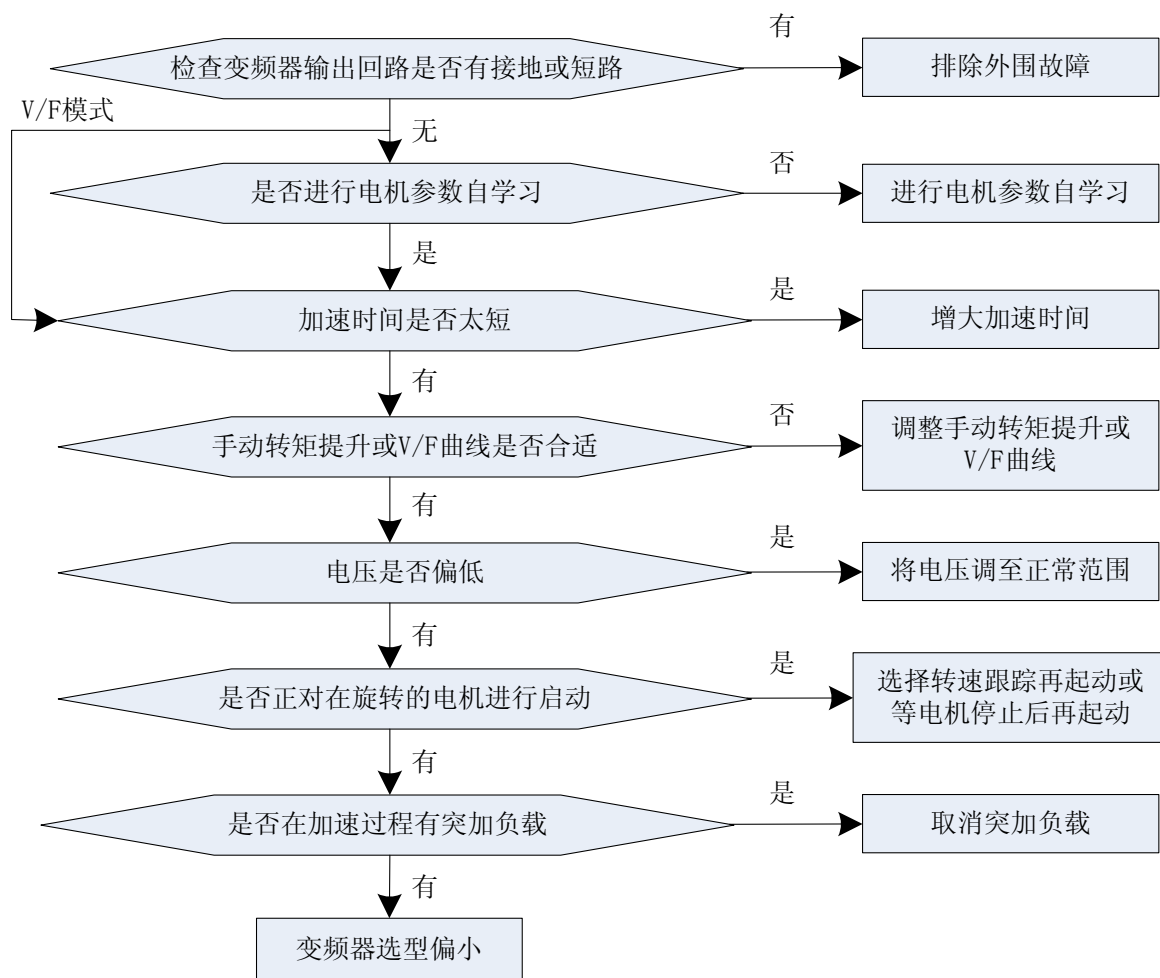 有
检查变频器输出回路是否有接地或短路
排除外围故障
V/F模式
无
否
是否进行电机参数自学习
进行电机参数自学习
是
是
加速时间是否太短
增大加速时间
有
否
手动转矩提升或V/F曲线是否合适
调整手动转矩提升或
V/F曲线
有
是
电压是否偏低
将电压调至正常范围
有
是
是否正对在旋转的电机进行启动
选择转速跟踪再起动或
等电机停止后再起动
有
是
是否在加速过程有突加负载
取消突加负载
有
变频器选型偏小